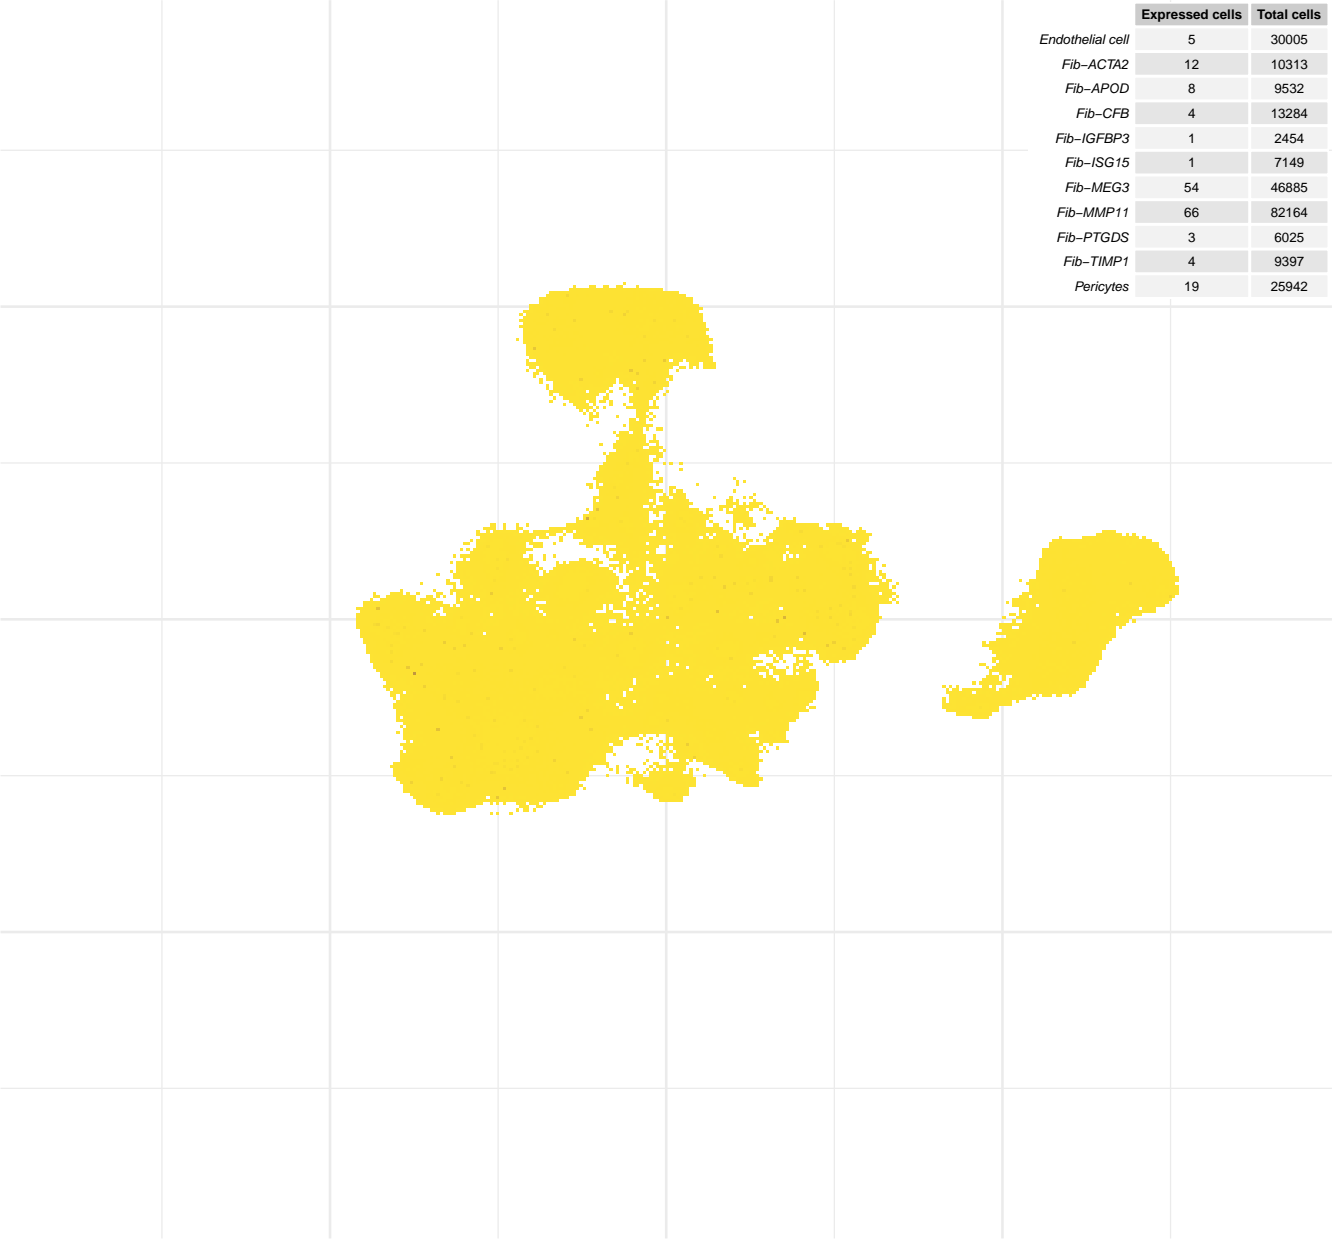 Expressed cells Total cells
Endothelial cell 5 30005
Fib−ACTA2 12 10313
Fib−APOD 8 9532
Fib−CFB 4 13284
Fib−IGFBP3 1 2454
Fib−ISG15 1 7149
Fib−MEG3 54 46885
Fib−MMP11 66 82164
Fib−PTGDS 3 6025
Fib−TIMP1 4 9397
Pericytes 19 25942